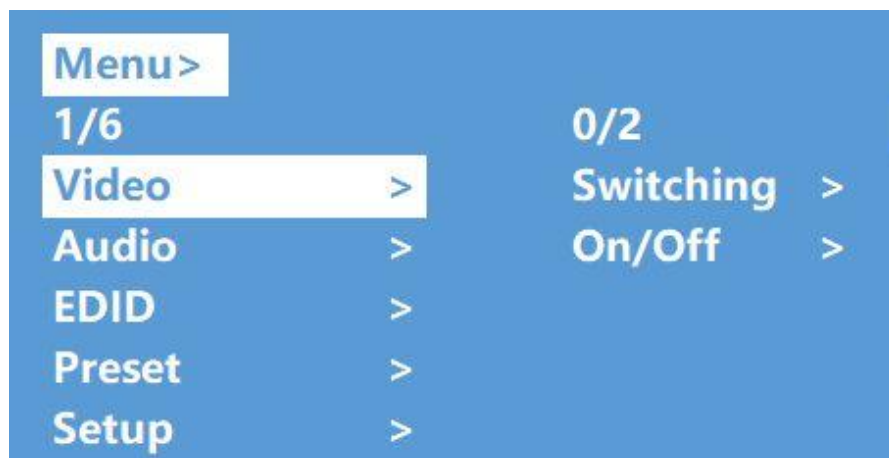 Menu>
1/6 0/2
Video > Switching >
Audio > On/Off >
EDID >
Preset >
Setup >